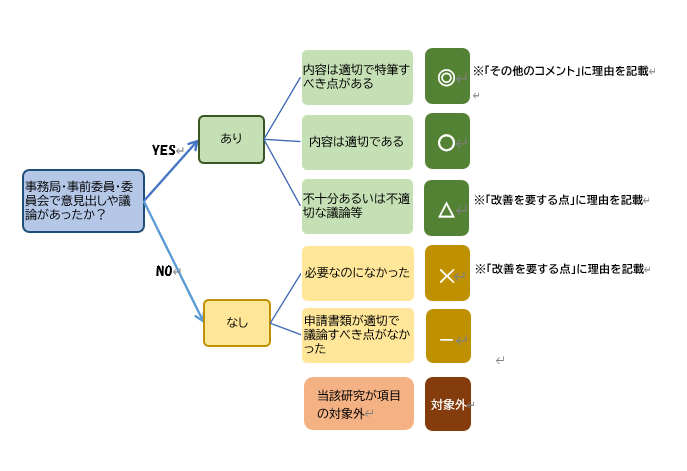 内容は適切で特筆す
べき点がある
◎
※「その他のコメント」に理由を記載
YES
あり
内容は適切である
○
事務局・事前委員・委
員会で意見出しや議
論があったか？
不十分あるいは不適
切な議論等
△
※「改善を要する点」に理由を記載
NO
必要なのになかった
×
※「改善を要する点」に理由を記載
なし
申請書類が適切で
議論すべき点がなか
った
－
当該研究が項目
の対象外
対象外